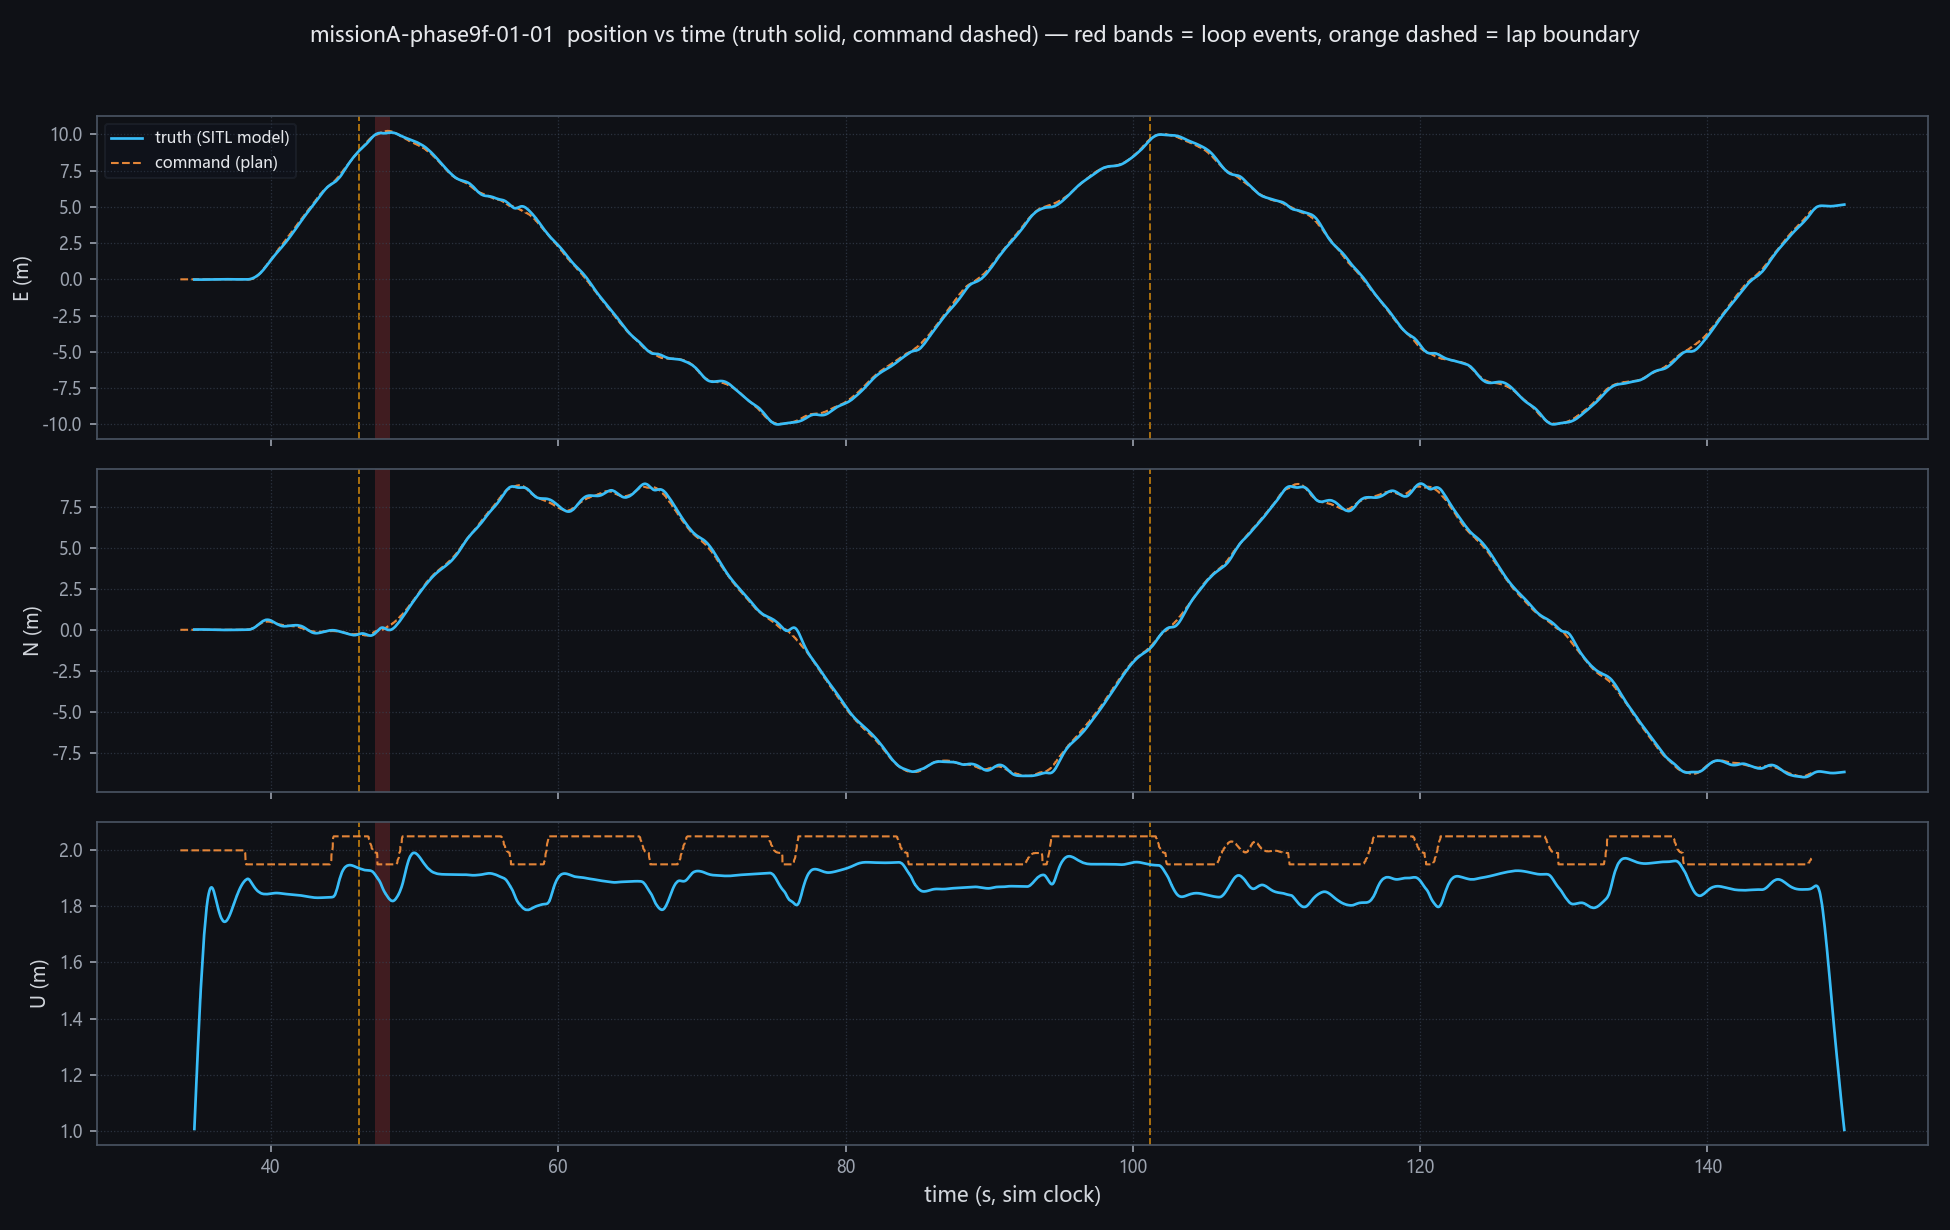 missionA-phase9f-01-01  position vs time (truth solid, command dashed) — red bands = loop events, orange dashed = lap boundary
truth (SITL model)
command (plan)
E (m)
10.0
7.5
5.0
2.5
0.0
-2.5
-5.0
-7.5
-10.0
N (m)
7.5
5.0
2.5
0.0
-2.5
-5.0
-7.5
U (m)
2.0
1.8
1.6
1.4
1.2
1.0
40 60 80 100 120 140
time (s, sim clock)